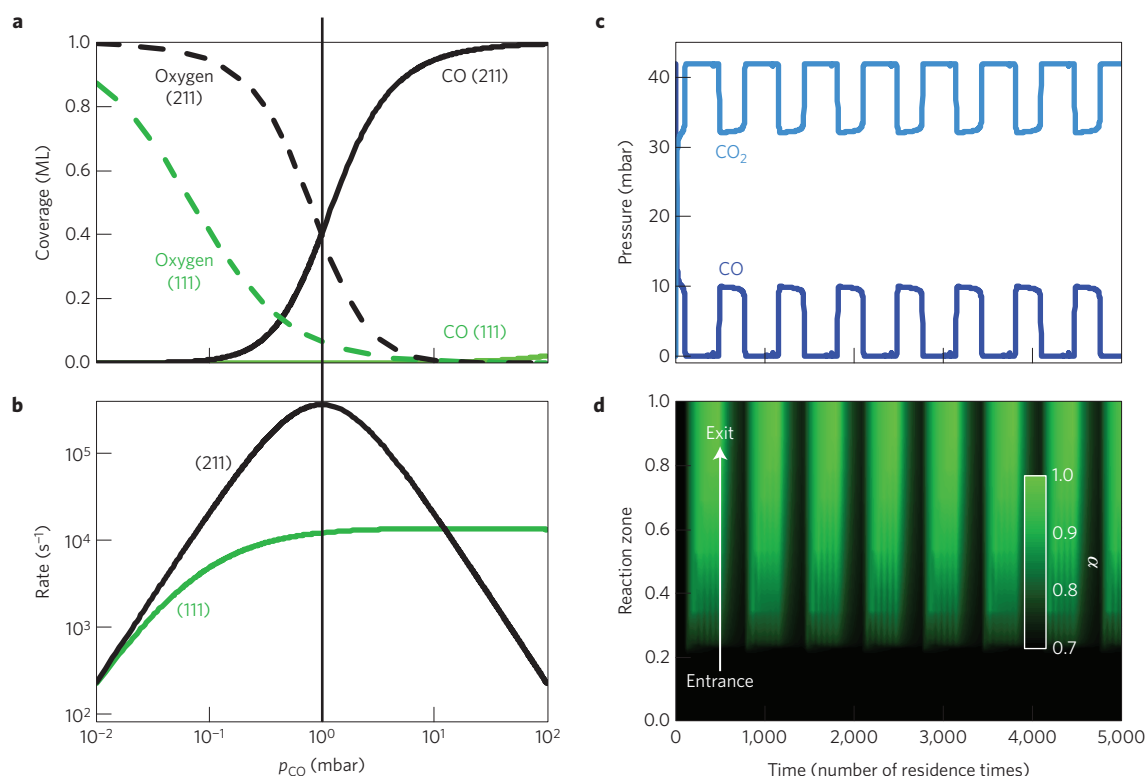 a
1.0
0.8
0.6
0.4
0.2
0.0
Coverage (ML)
Oxygen
(211)
CO (211)
Oxygen
(111)
CO (111)
b
10⁵
10⁴
10³
10²
Rate (s⁻¹)
(211)
(111)
10⁻²
10⁻¹
10⁰
10¹
10²
p_CO (mbar)
c
40
30
20
10
0
Pressure (mbar)
CO₂
CO
d
1.0
0.8
0.6
0.4
0.2
0.0
Reaction zone
Exit
Entrance
1.0
0.9
0.8
0.7
α
0
1,000
2,000
3,000
4,000
5,000
Time (number of residence times)